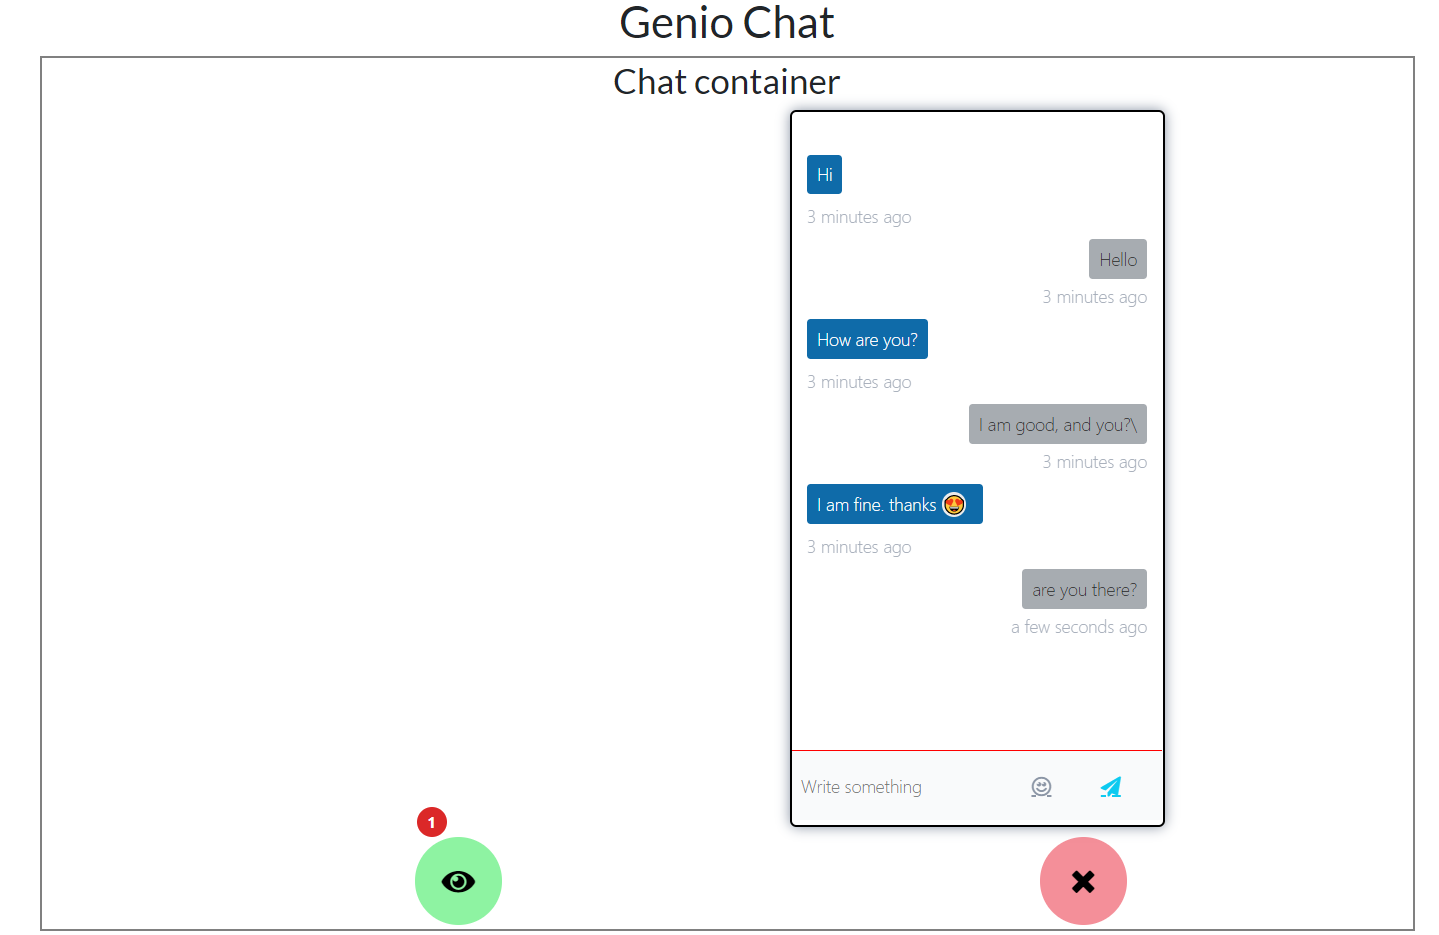 Genio Chat
Chat container
Hi
3 minutes ago
Hello
3 minutes ago
How are you?
3 minutes ago
I am good, and you?\
3 minutes ago
I am fine. thanks 😍
3 minutes ago
are you there?
a few seconds ago
Write something
1